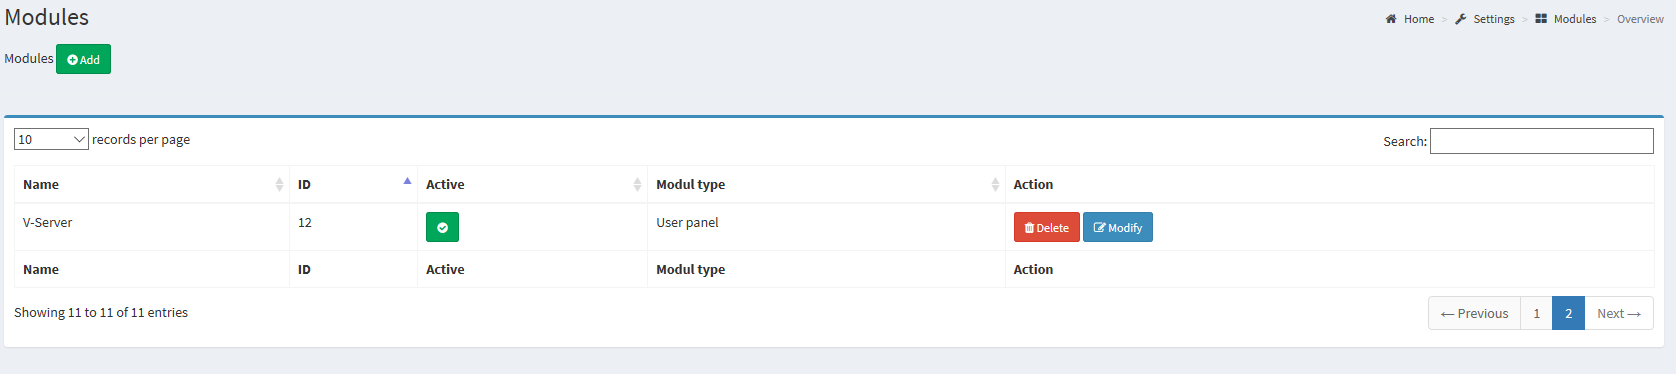 Modules
Home > Settings > Modules > Overview
Modules Add
10 records per page
Search:
Name ID Active Modul type Action
V-Server 12 User panel Delete Modify
Name ID Active Modul type Action
Showing 11 to 11 of 11 entries
← Previous 1 2 Next →